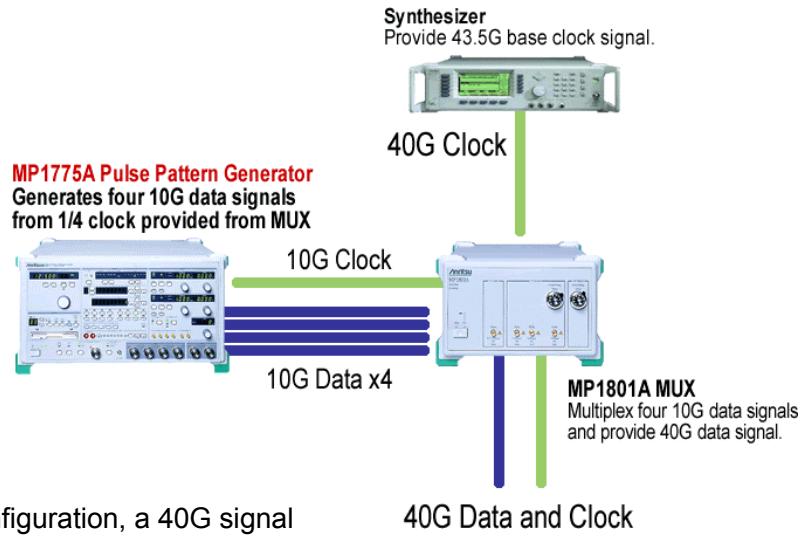 Synthesizer
Provide 43.5G base clock signal.
40G Clock
MP1775A Pulse Pattern Generator
Generates four 10G data signals
from 1/4 clock provided from MUX
10G Clock
10G Data x4
Anritsu
MP1801A MUX
Multiplex four 10G data signals
and provide 40G data signal.
40G Data and Clock
figuration, a 40G signal